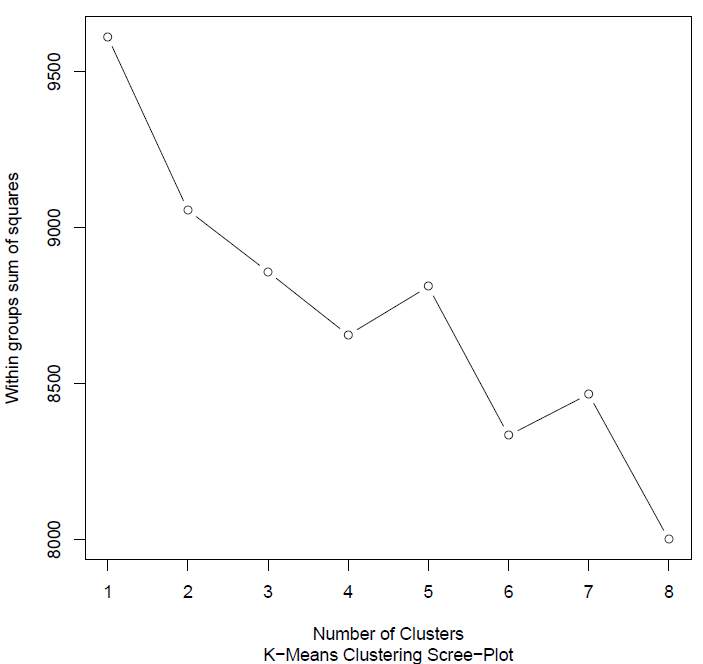 9500
9000
8500
8000
Within groups sum of squares
1 2 3 4 5 6 7 8
Number of Clusters
K−Means Clustering Scree−Plot